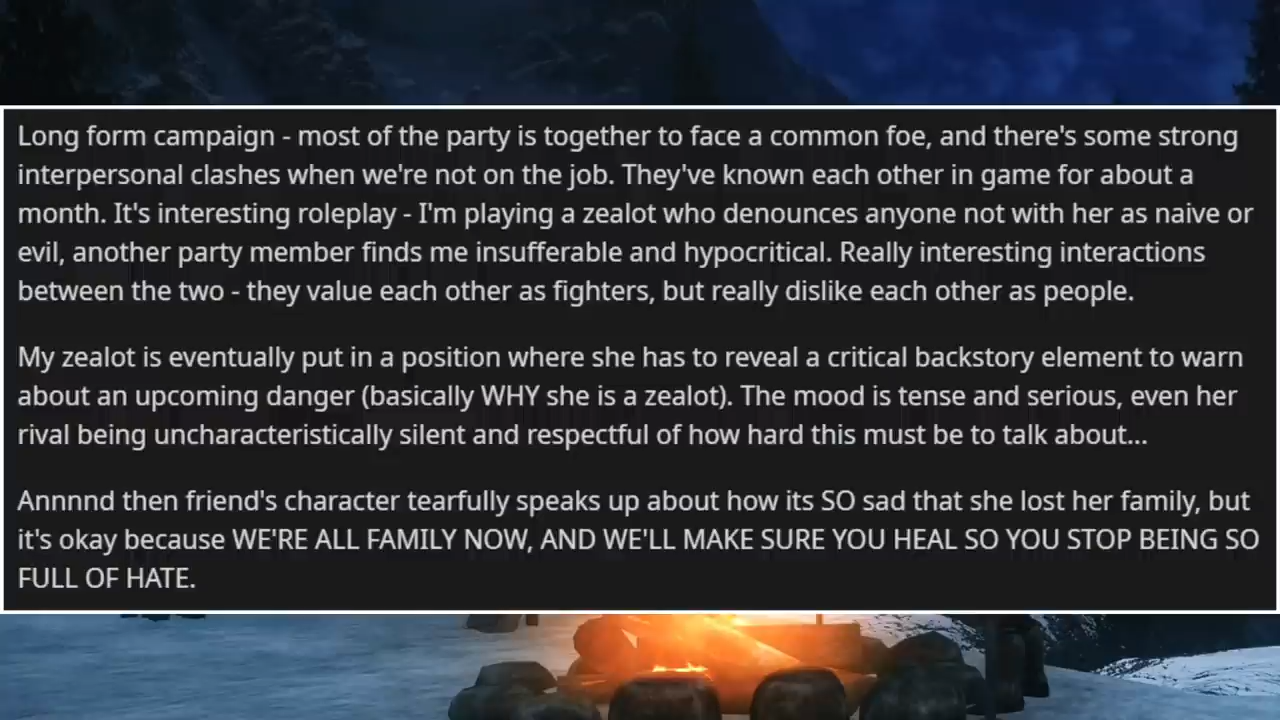 Long form campaign - most of the party is together to face a common foe, and there's some strong
interpersonal clashes when we're not on the job. They've known each other in game for about a
month. It's interesting roleplay - I'm playing a zealot who denounces anyone not with her as naive or
evil, another party member finds me insufferable and hypocritical. Really interesting interactions
between the two - they value each other as fighters, but really dislike each other as people.
My zealot is eventually put in a position where she has to reveal a critical backstory element to warn
about an upcoming danger (basically WHY she is a zealot). The mood is tense and serious, even her
rival being uncharacteristically silent and respectful of how hard this must be to talk about...
Annnnd then friend's character tearfully speaks up about how its SO sad that she lost her family, but
it's okay because WE'RE ALL FAMILY NOW, AND WE'LL MAKE SURE YOU HEAL SO YOU STOP BEING SO
FULL OF HATE.